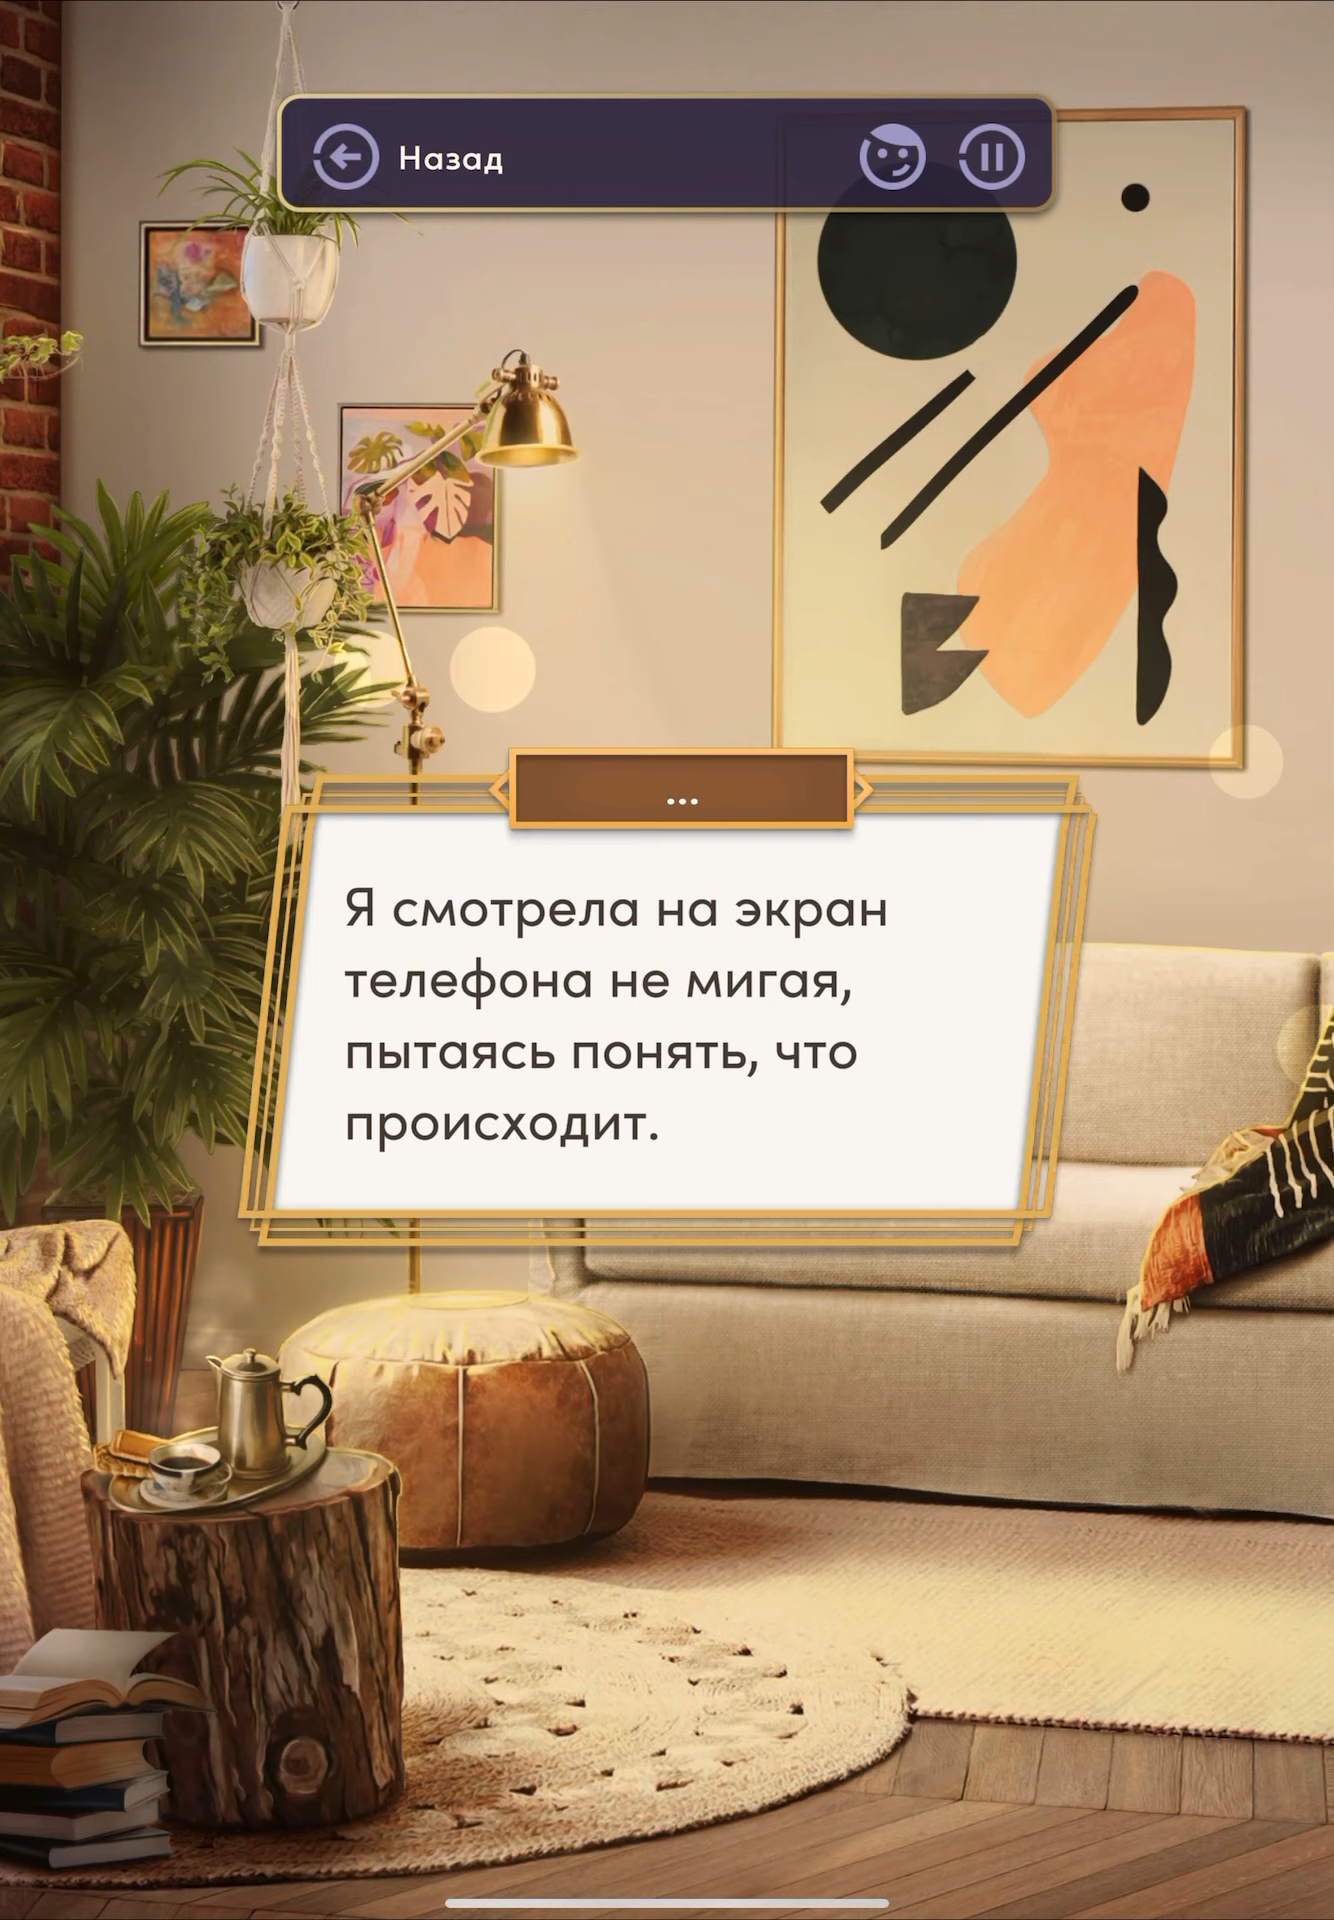 Назад
...
Я смотрела на экран
телефона не мигая,
пытаясь понять, что
происходит.